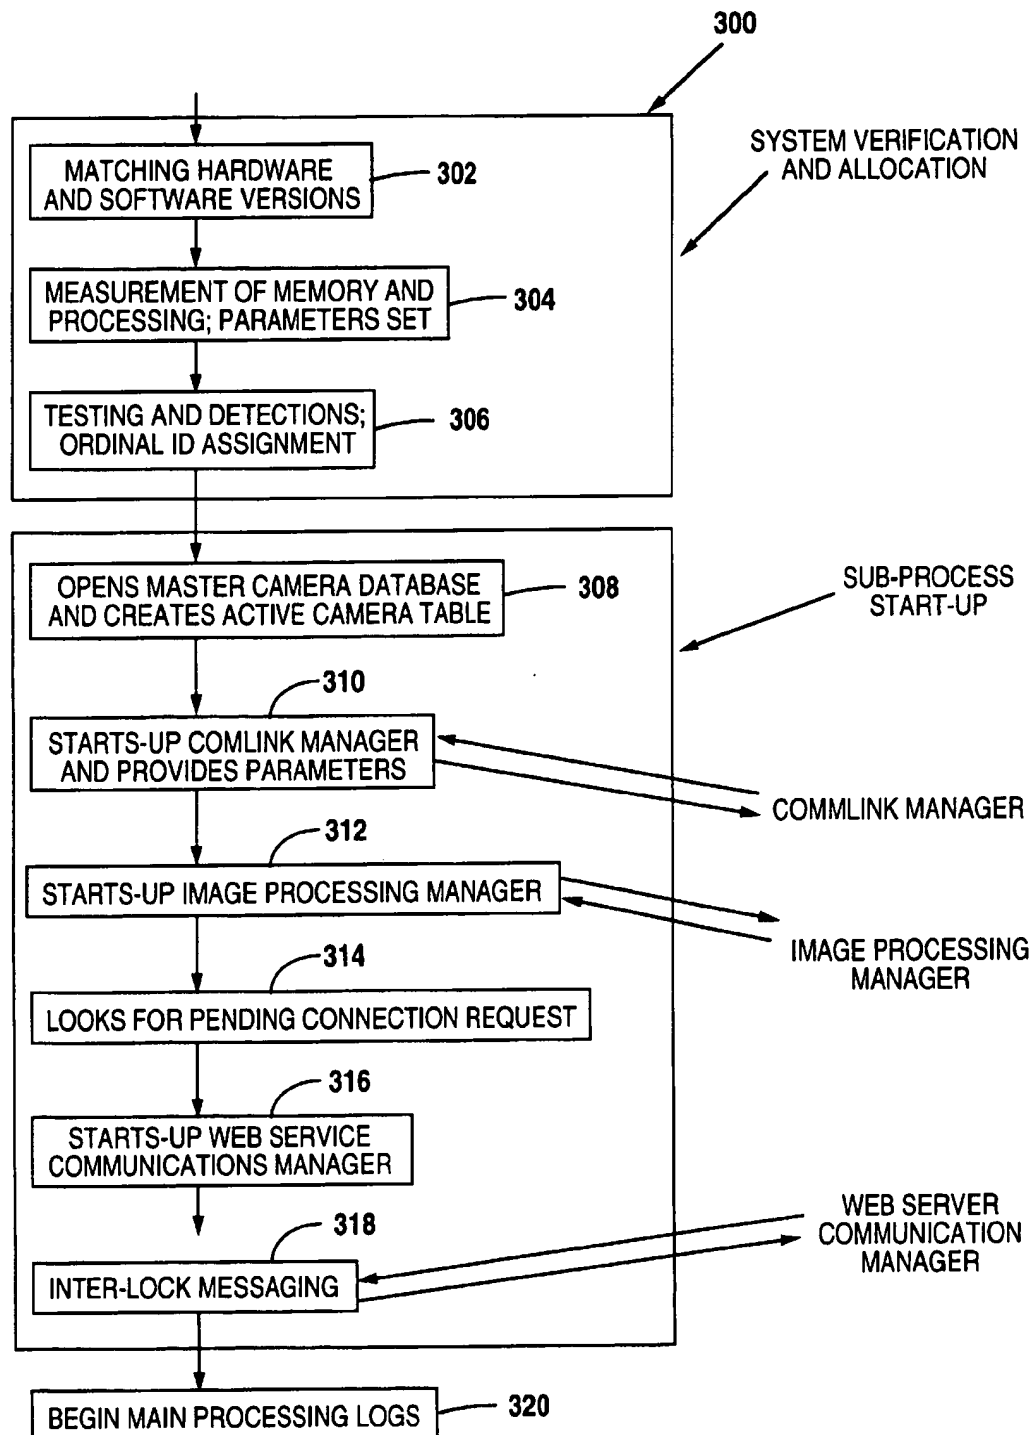 300
SYSTEM VERIFICATION
AND ALLOCATION
MATCHING HARDWARE
AND SOFTWARE VERSIONS
302
MEASUREMENT OF MEMORY AND
PROCESSING; PARAMETERS SET
304
TESTING AND DETECTIONS;
ORDINAL ID ASSIGNMENT
306
OPENS MASTER CAMERA DATABASE
AND CREATES ACTIVE CAMERA TABLE
308
SUB-PROCESS
START-UP
310
STARTS-UP COMLINK MANAGER
AND PROVIDES PARAMETERS
COMMLINK MANAGER
312
STARTS-UP IMAGE PROCESSING MANAGER
IMAGE PROCESSING
MANAGER
314
LOOKS FOR PENDING CONNECTION REQUEST
316
STARTS-UP WEB SERVICE
COMMUNICATIONS MANAGER
318
INTER-LOCK MESSAGING
WEB SERVER
COMMUNICATION
MANAGER
BEGIN MAIN PROCESSING LOGS
320